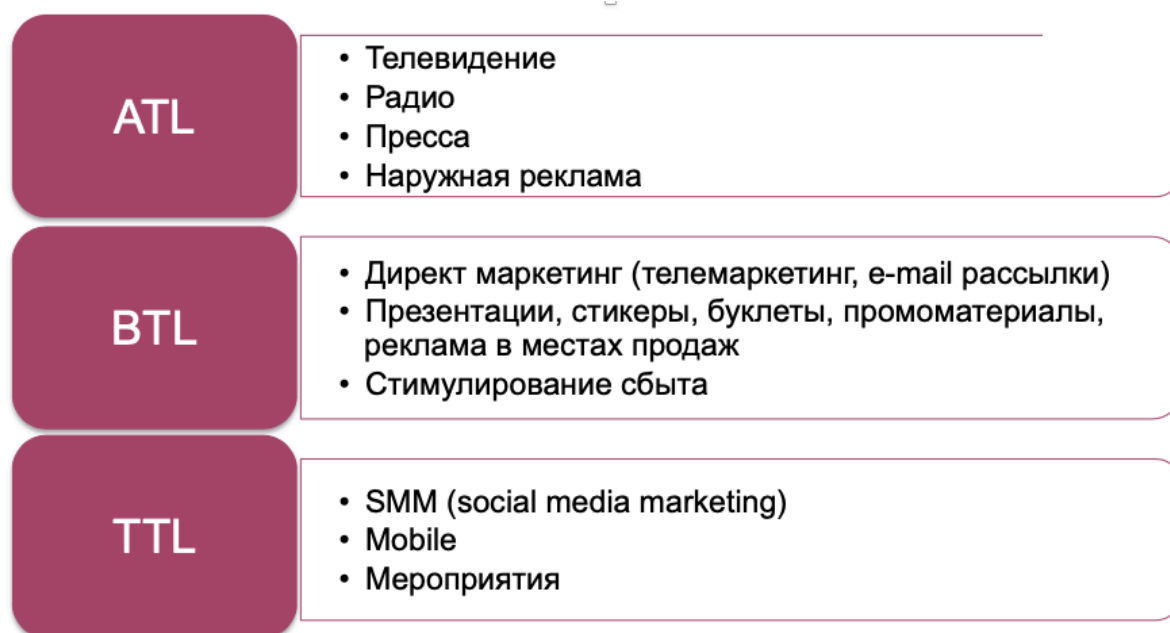 ATL
• Телевидение
• Радио
• Пресса
• Наружная реклама
BTL
• Директ маркетинг (телемаркетинг, e-mail рассылки)
• Презентации, стикеры, буклеты, промоматериалы,
реклама в местах продаж
• Стимулирование сбыта
TTL
• SMM (social media marketing)
• Mobile
• Мероприятия